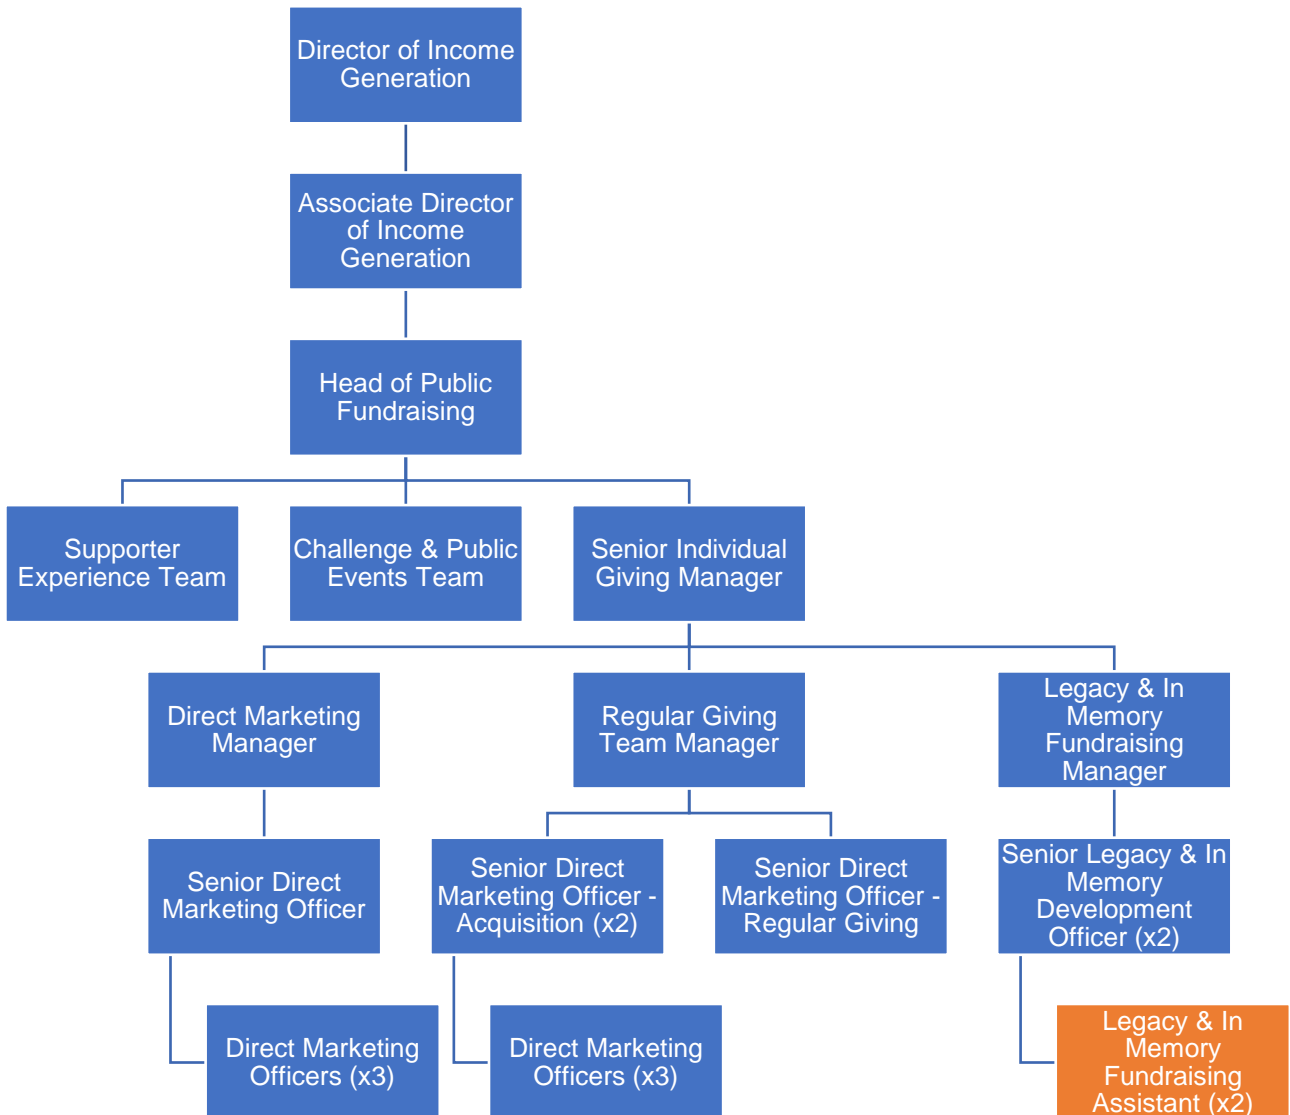 Director of Income
Generation
Associate Director
of Income
Generation
Head of Public
Fundraising
Supporter
Experience Team
Challenge & Public
Events Team
Senior Individual
Giving Manager
Direct Marketing
Manager
Regular Giving
Team Manager
Legacy & In
Memory
Fundraising
Manager
Senior Direct
Marketing Officer
Senior Direct
Marketing Officer -
Acquisition (x2)
Senior Direct
Marketing Officer -
Regular Giving
Senior Legacy & In
Memory
Development
Officer (x2)
Direct Marketing
Officers (x3)
Direct Marketing
Officers (x3)
Legacy & In
Memory
Fundraising
Assistant (x2)